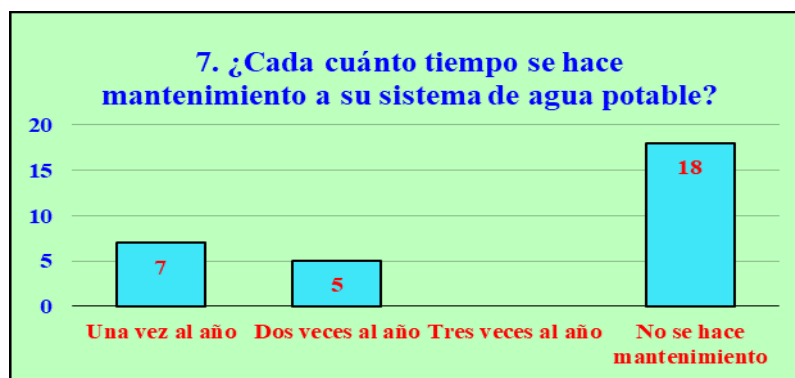 7. ¿Cada cuánto tiempo se hace
mantenimiento a su sistema de agua potable?
20
15
10
5
0
7
5
18
Una vez al año
Dos veces al año
Tres veces al año
No se hace
mantenimiento